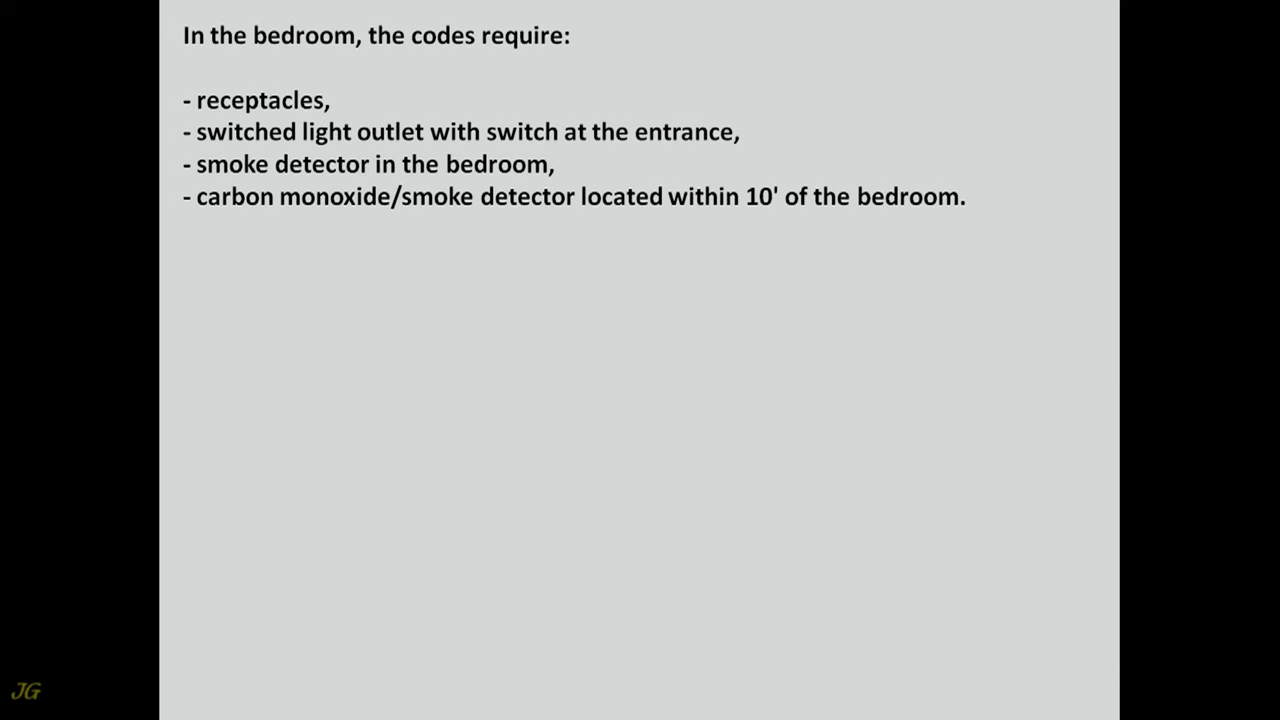 In the bedroom, the codes require:
- receptacles,
- switched light outlet with switch at the entrance,
- smoke detector in the bedroom,
- carbon monoxide/smoke detector located within 10' of the bedroom.
JG